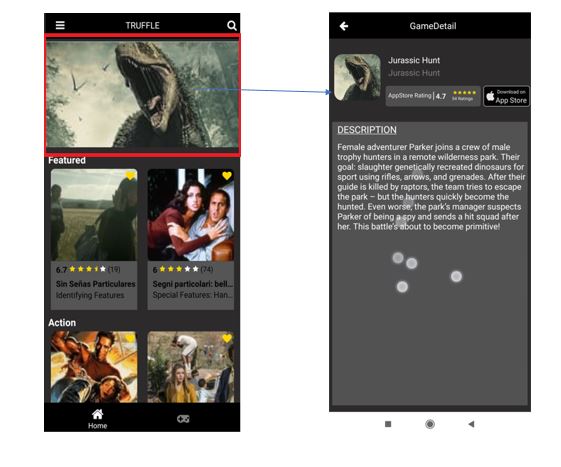 TRUFFLE
Featured
6.7 (19)
Sin Señas Particulares
Identifying Features
6 (74)
Segni particolari: bell...
Special Features: Han...
Action
Home
GameDetail
Jurassic Hunt
Jurassic Hunt
AppStore Rating | 4.7
54 Ratings
Download on
App Store
DESCRIPTION
Female adventurer Parker joins a crew of male
trophy hunters in a remote wilderness park. Their
goal: slaughter genetically recreated dinosaurs for
sport using rifles, arrows, and grenades. After their
guide is killed by raptors, the team tries to escape
the park – but the hunters quickly become the
hunted. Even worse, the park's manager suspects
Parker of being a spy and sends a hit squad after
her. This battle's about to become primitive!